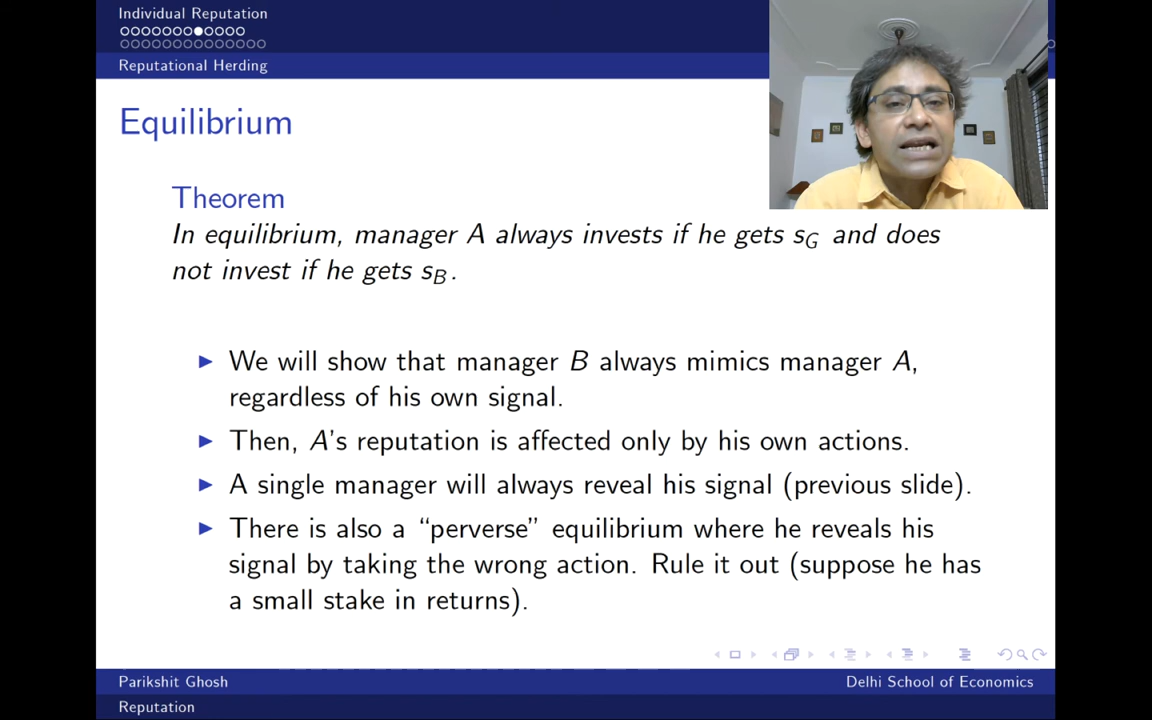 Individual Reputation
Reputational Herding
Equilibrium
Theorem
In equilibrium, manager A always invests if he gets s_G and does
not invest if he gets s_B.
▶ We will show that manager B always mimics manager A,
regardless of his own signal.
▶ Then, A's reputation is affected only by his own actions.
▶ A single manager will always reveal his signal (previous slide).
▶ There is also a “perverse” equilibrium where he reveals his
signal by taking the wrong action. Rule it out (suppose he has
a small stake in returns).
Parikshit Ghosh
Delhi School of Economics
Reputation